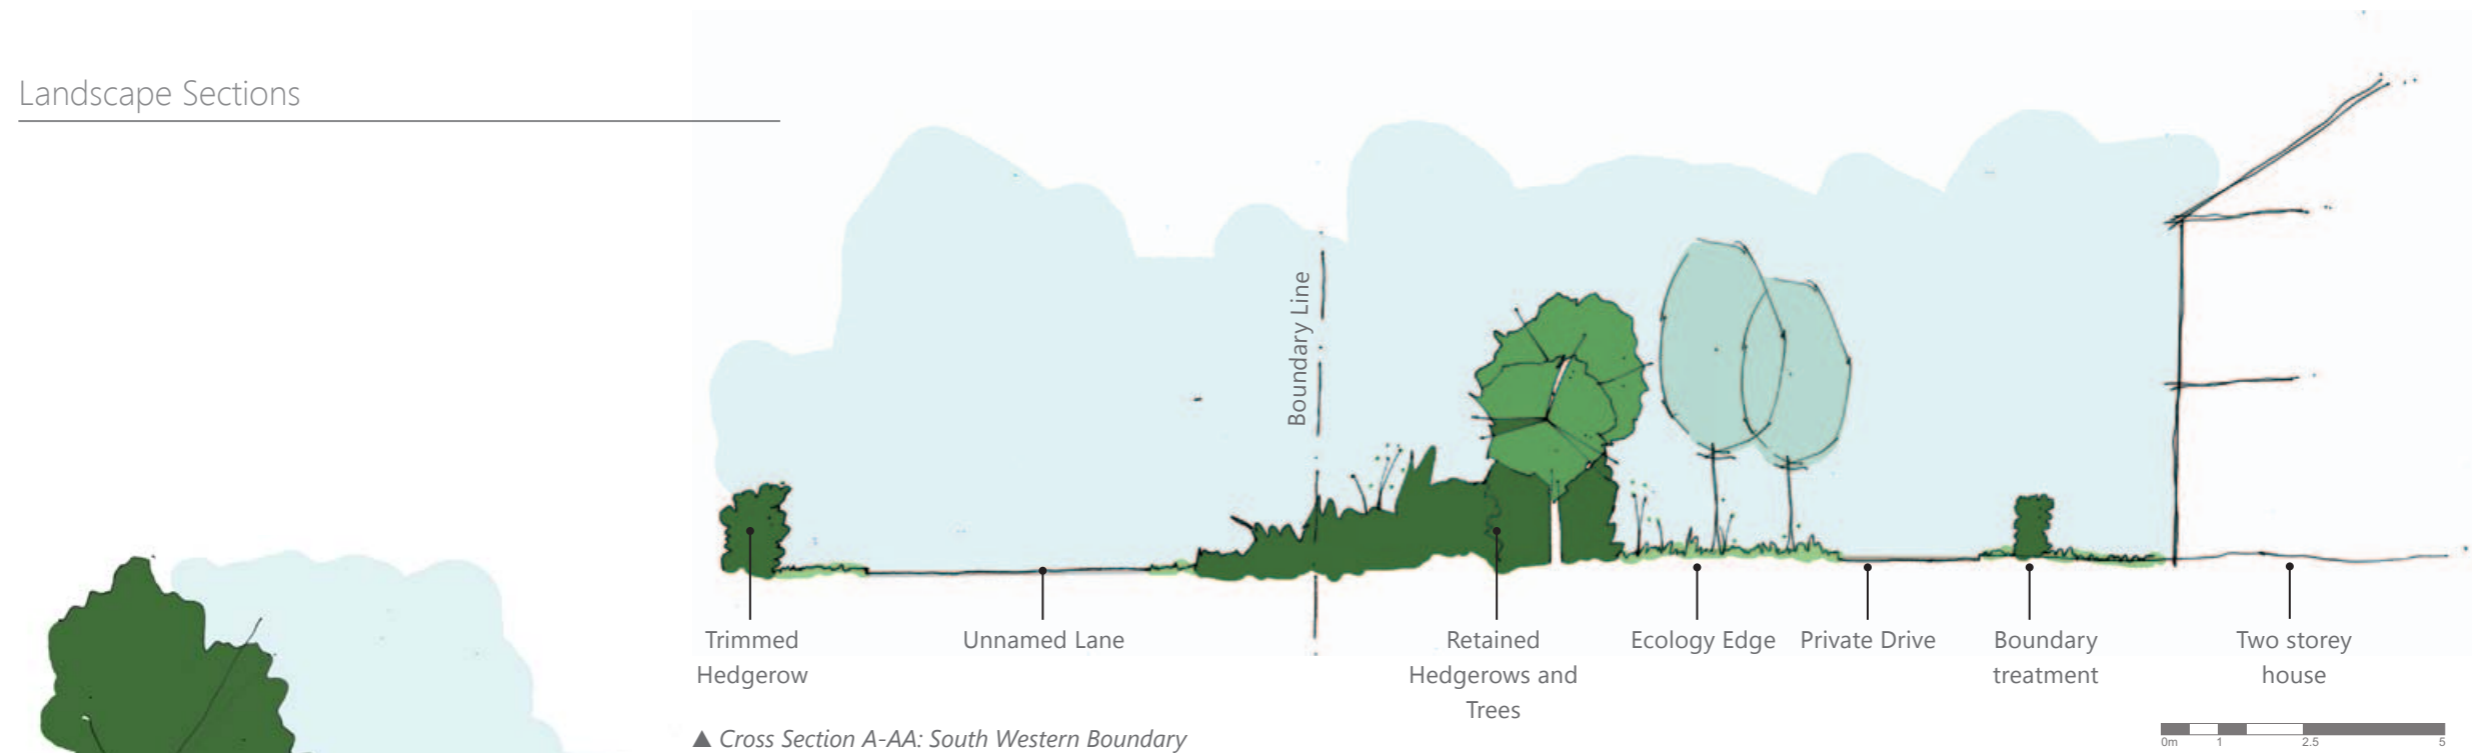 Landscape Sections
Boundary Line
Trimmed
Hedgerow
Unnamed Lane
Retained
Hedgerows and
Trees
Ecology Edge
Private Drive
Boundary
treatment
Two storey
house
▲ Cross Section A-AA: South Western Boundary
0m 1 2.5 5